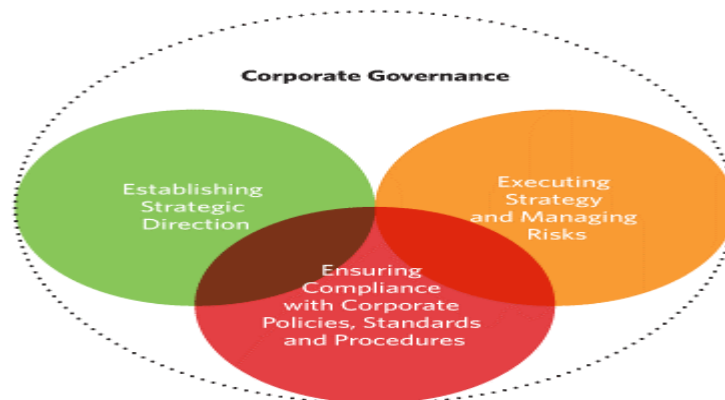 Corporate Governance
Establishing
Strategic
Direction
Executing
Strategy
and Managing
Risks
Ensuring
Compliance
with Corporate
Policies, Standards
and Procedures